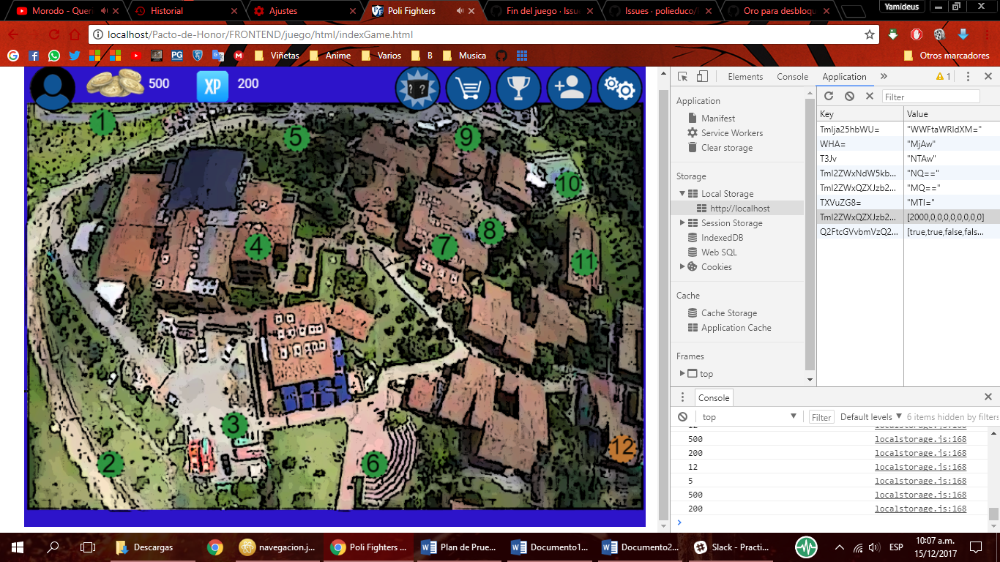 Morodo - Quer
Historial
Ajustes
Poli Fighters
Fin del juego · Issu
Issues · polieduco/
Oro para desbloqu
Yamideus
localhost/Pacto-de-Honor/FRONTEND/juego/html/indexGame.html
Viñetas
Anime
Varios
B
Musica
Otros marcadores
500
XP
200
? ?
1
5
9
10
4
7
8
11
3
2
6
12
Elements
Console
Application
1
Application
Manifest
Service Workers
Clear storage
Storage
Local Storage
http://localhost
Session Storage
IndexedDB
Web SQL
Cookies
Cache
Cache Storage
Application Cache
Frames
top
Filter
Key Value
Tmlja25hbWU= "WWFtaWRldXM="
WHA= "MjAw"
T3Jv "NTAw"
Tml2ZWxNdW5kb... "NQ=="
Tml2ZWxQZXJzb2... "MQ=="
TXVuZG8= "MTI="
Tml2ZWxQZXJzb2... [2000,0,0,0,0,0,0,0,0]
Q2FtcGVvbmVzQ2... [true,true,false,fals...
Console
top
Filter
Default levels
6 items hidden by filters
12 localstorage.js:168
500 localstorage.js:168
200 localstorage.js:168
12 localstorage.js:168
5 localstorage.js:168
500 localstorage.js:168
200 localstorage.js:168
Descargas
navegacion.j...
Poli Fighters ...
Plan de Prue...
Documento1...
Documento2...
Slack - Practi...
ESP
10:07 a.m.
15/12/2017